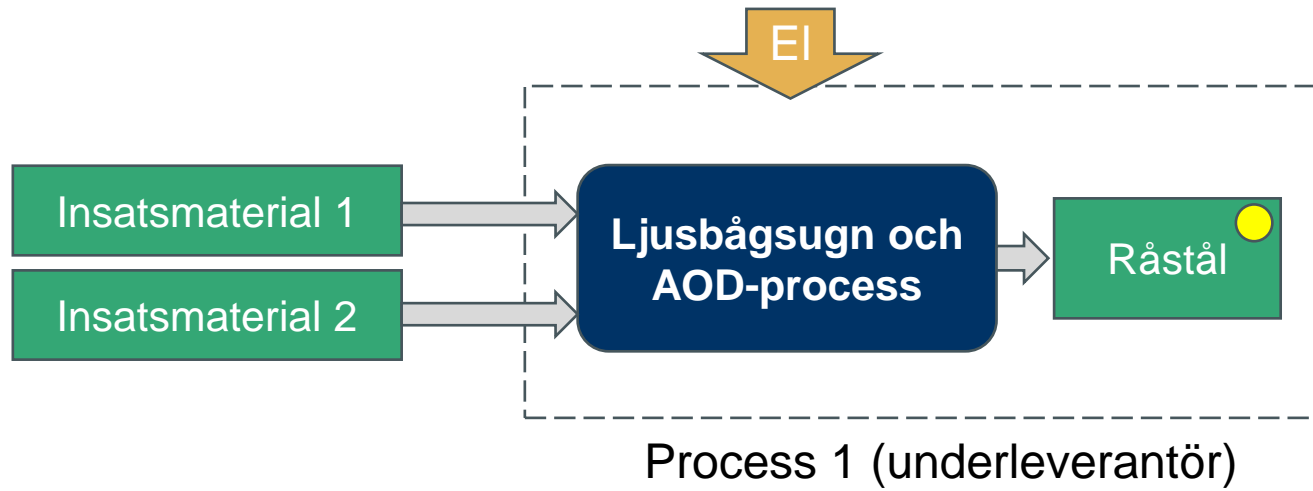 El
Insatsmaterial 1
Insatsmaterial 2
Ljusbågsugn och
AOD-process
Råstål
Process 1 (underleverantör)